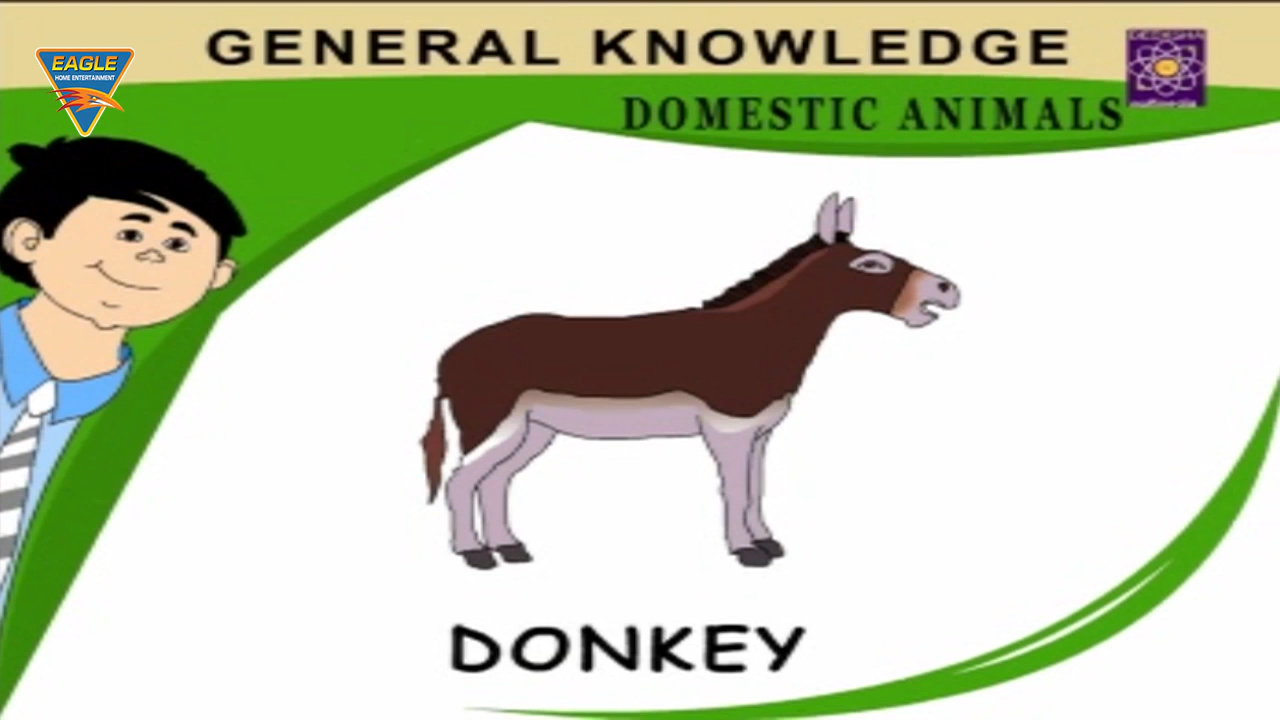 GENERAL KNOWLEDGE
EAGLE
HOME ENTERTAINMENT
DOMESTIC ANIMALS
DONKEY